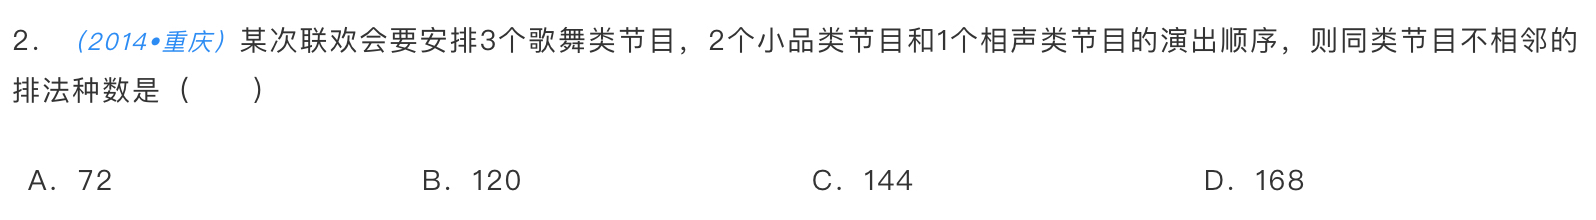 2. （2014•重庆）某次联欢会要安排3个歌舞类节目，2个小品类节目和1个相声类节目的演出顺序，则同类节目不相邻的
排法种数是（　　）
A. 72 B. 120 C. 144 D. 168